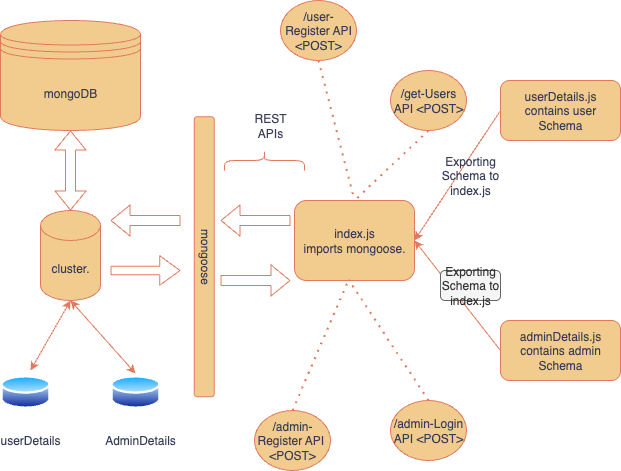 /user-
Register API
<POST>
mongoDB
/get-Users
API <POST>
userDetails.js
contains user
Schema
REST
APIs
Exporting
Schema to
index.js
mongoose
index.js
imports mongoose.
cluster.
Exporting
Schema to
index.js
adminDetails.js
contains admin
Schema
userDetails
AdminDetails
/admin-
Register API
<POST>
/admin-Login
API <POST>